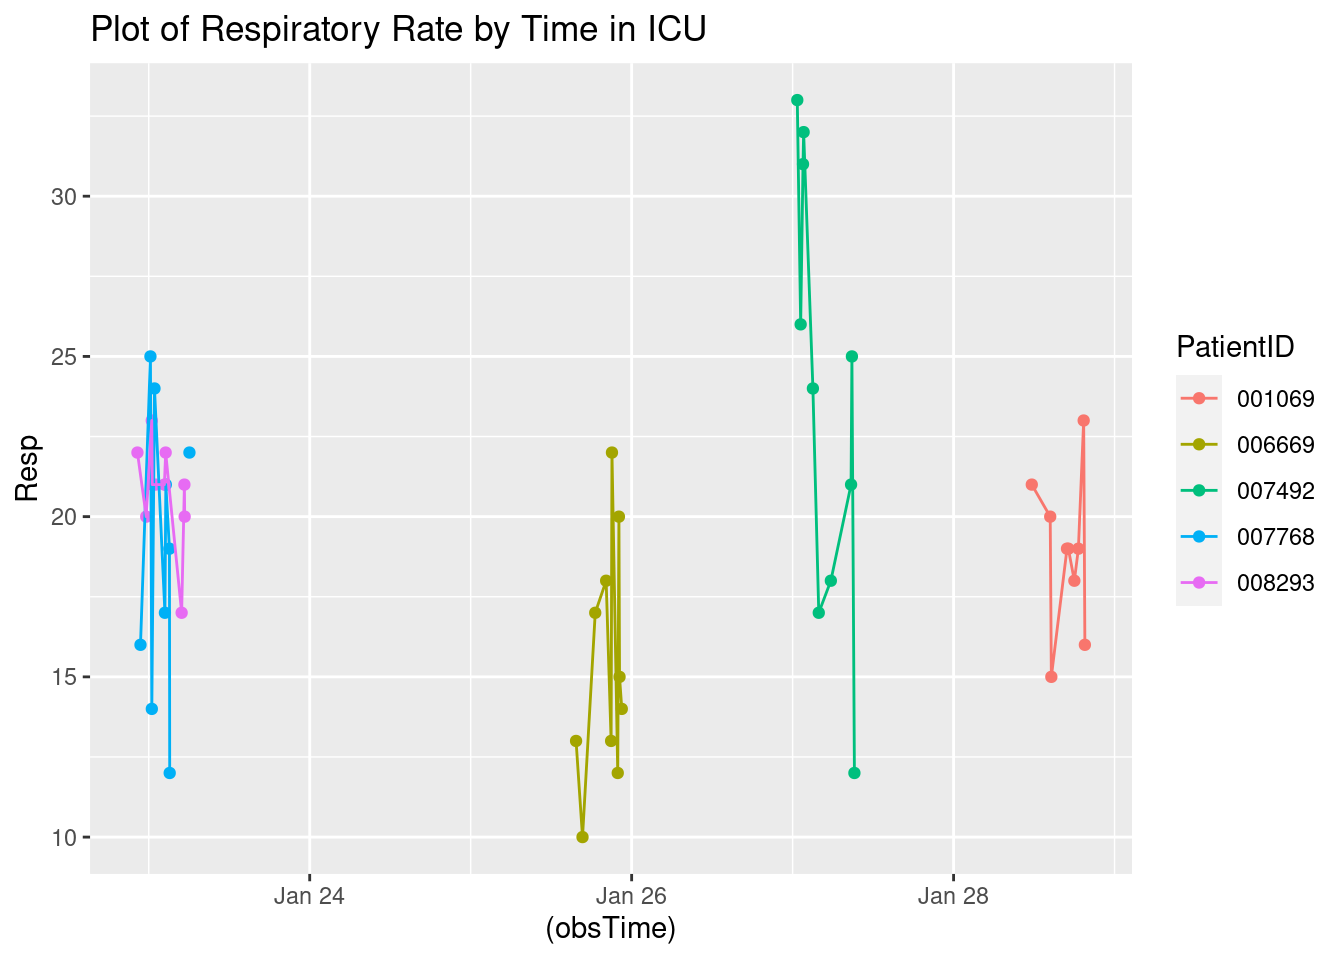 Plot of Respiratory Rate by Time in ICU
30
25
20
15
10
Resp
Jan 24
Jan 26
Jan 28
(obsTime)
PatientID
001069
006669
007492
007768
008293